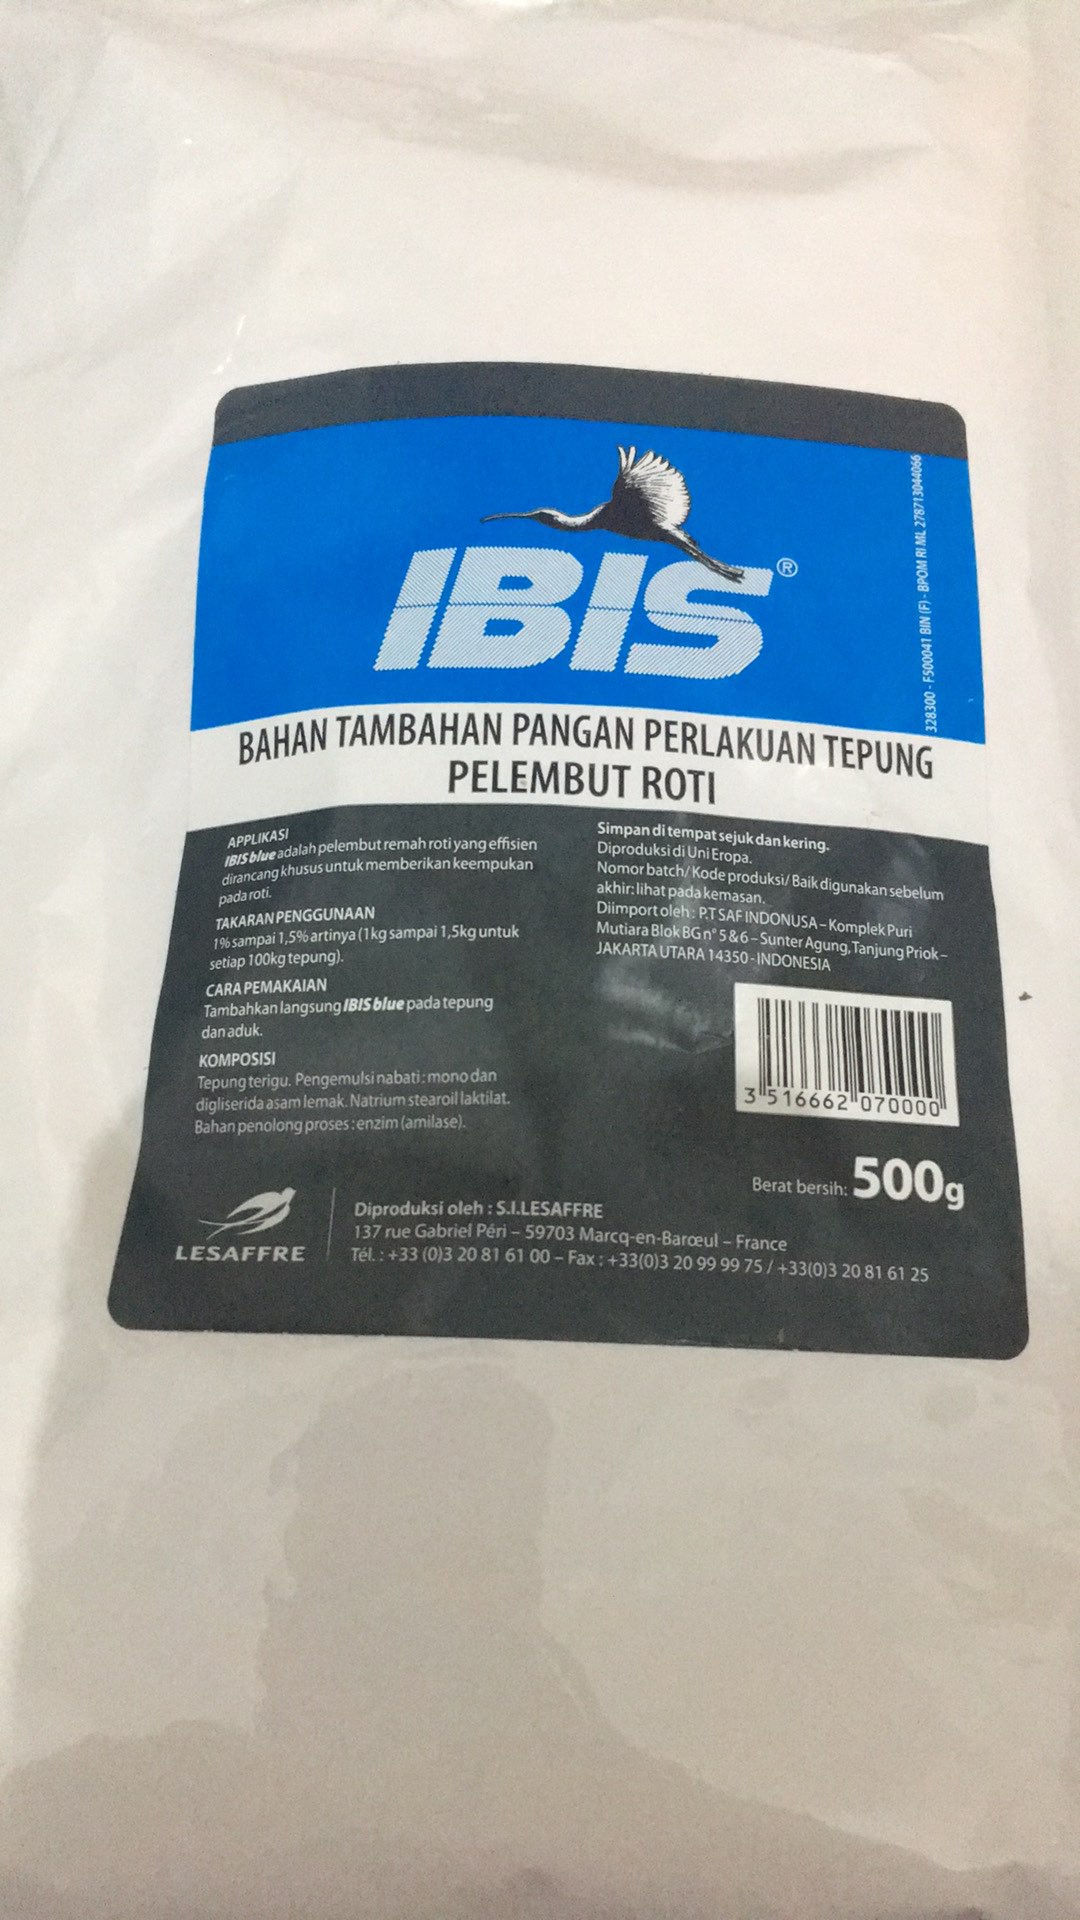 IBIS®
328300 - F500041 BIN (F) - BPOM RI ML 278713044066
BAHAN TAMBAHAN PANGAN PERLAKUAN TEPUNG
PELEMBUT ROTI
APPLIKASI
IBIS blue adalah pelembut remah roti yang effisien
dirancang khusus untuk memberikan keempukan
pada roti.
TAKARAN PENGGUNAAN
1% sampai 1,5% artinya (1kg sampai 1,5kg untuk
setiap 100kg tepung).
CARA PEMAKAIAN
Tambahkan langsung IBIS blue pada tepung
dan aduk.
KOMPOSISI
Tepung terigu. Pengemulsi nabati : mono dan
digliserida asam lemak. Natrium stearoil laktilat.
Bahan penolong proses : enzim (amilase).
Simpan di tempat sejuk dan kering.
Diproduksi di Uni Eropa.
Nomor batch/ Kode produksi/ Baik digunakan sebelum
akhir: lihat pada kemasan.
Diimport oleh : P.T SAF INDONUSA – Komplek Puri
Mutiara Blok BG n° 5 & 6 – Sunter Agung, Tanjung Priok –
JAKARTA UTARA 14350 - INDONESIA
3 516662 070000
Berat bersih: 500g
LESAFFRE
Diproduksi oleh : S.I.LESAFFRE
137 rue Gabriel Péri – 59703 Marcq-en-Barœul – France
Tél. : +33 (0)3 20 81 61 00 – Fax : +33(0)3 20 99 99 75 / +33(0)3 20 81 61 25